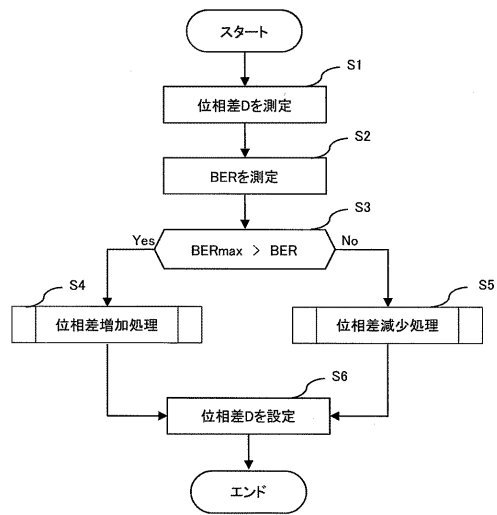 スタート
S1
位相差Dを測定
S2
BERを測定
S3
Yes
BERmax > BER
No
S4
位相差増加処理
S5
位相差減少処理
S6
位相差Dを設定
エンド